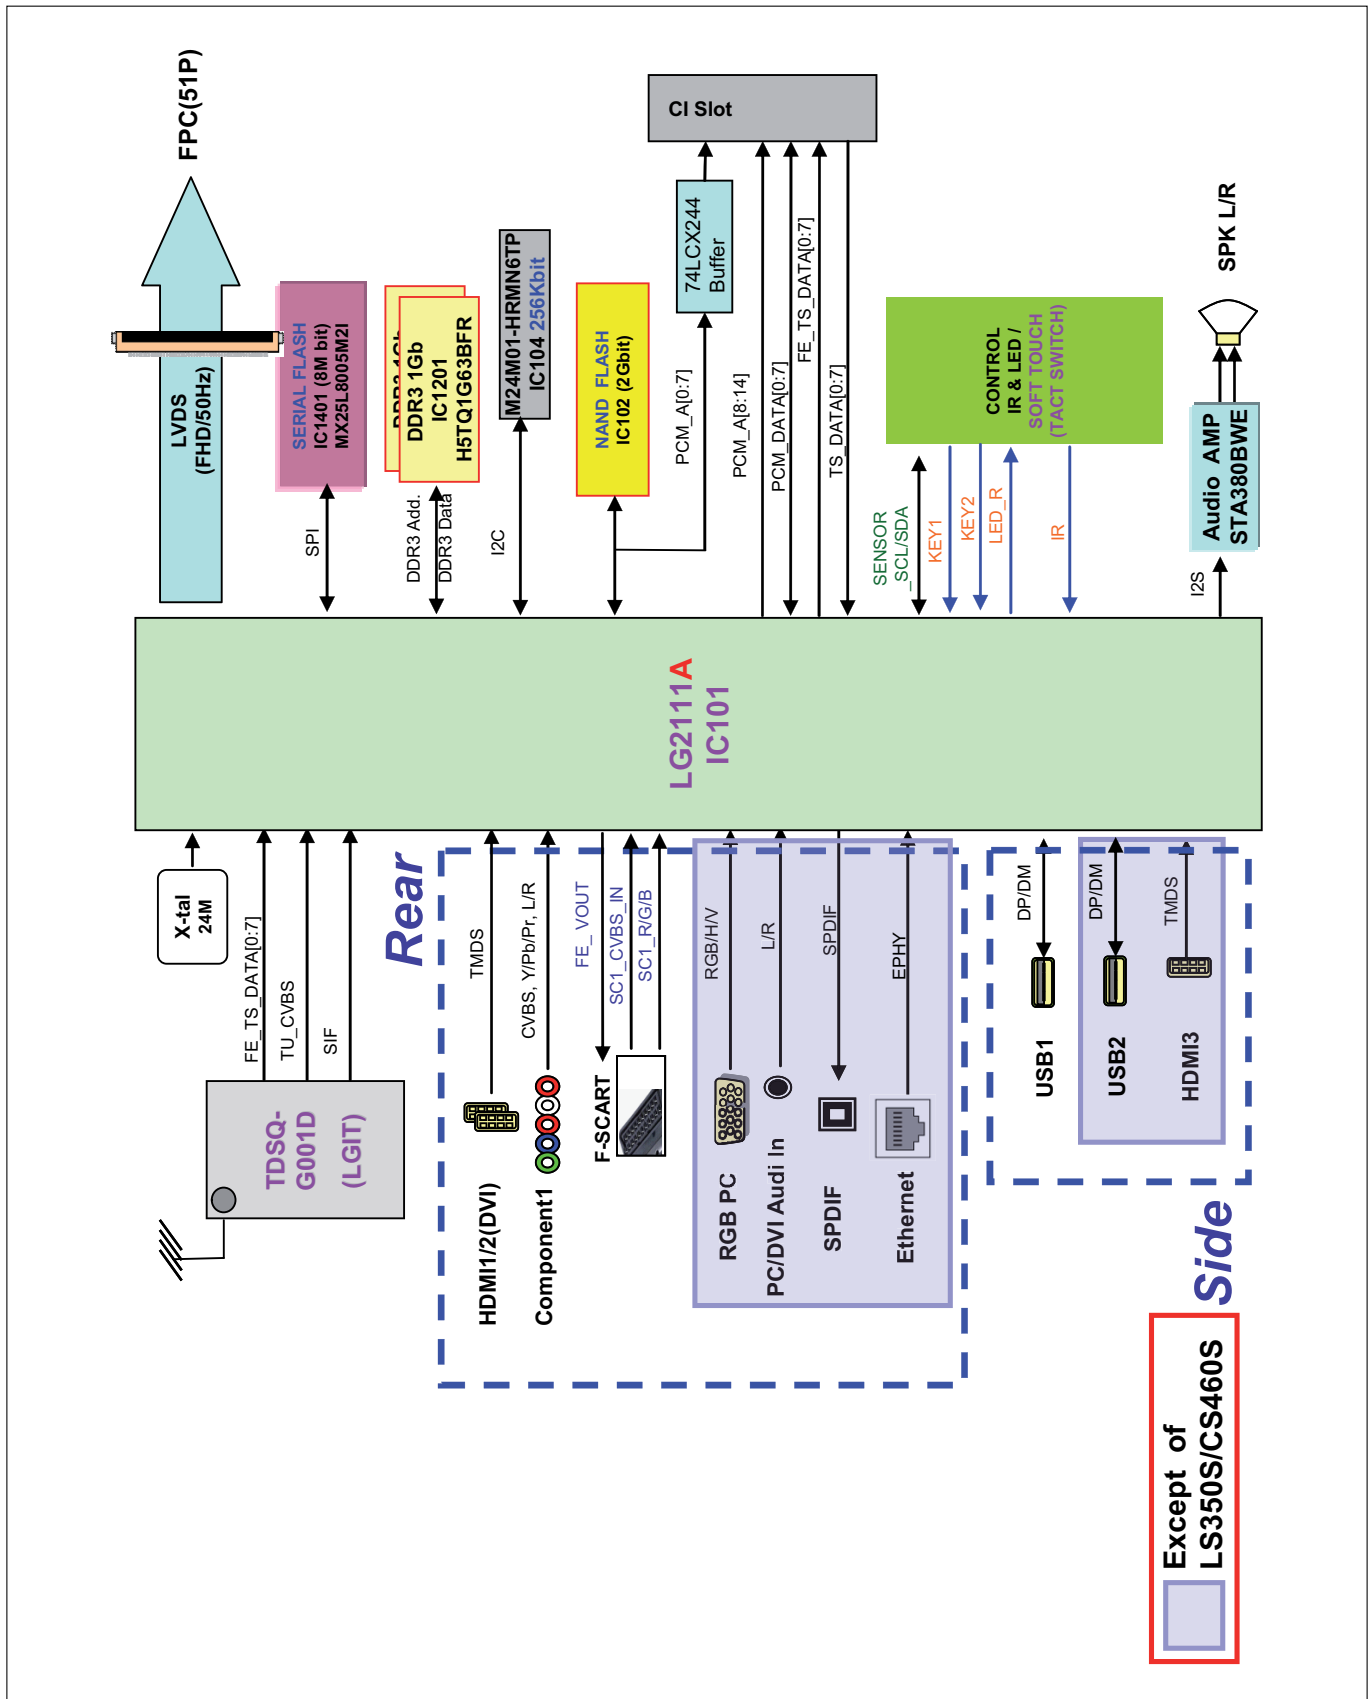 X-tal
24M
TDSQ-
G001D
(LGIT)
FE_TS_DATA[0:7]
TU_CVBS
SIF
Rear
HDMI1/2(DVI)
TMDS
Component1
CVBS, Y/Pb/Pr, L/R
F-SCART
FE_ VOUT
SC1_CVBS_IN
SC1_R/G/B
RGB PC
RGB/H/V
PC/DVI Audi In
L/R
SPDIF
SPDIF
Ethernet
EPHY
USB1
DP/DM
USB2
DP/DM
HDMI3
TMDS
Side
Except of
LS350S/CS460S
LG2111A
IC101
LVDS
(FHD/50Hz)
FPC(51P)
SPI
SERIAL FLASH
IC1401 (8M bit)
MX25L8005M2I
DDR3 Add.
DDR3 Data
DDR3 1Gb
DDR3 1Gb
IC1201
H5TQ1G63BFR
I2C
M24M01-HRMN6TP
IC104 256Kbit
NAND FLASH
IC102 (2Gbit)
PCM_A[0:7]
74LCX244
Buffer
CI Slot
PCM_A[8:14]
PCM_DATA[0:7]
FE_TS_DATA[0:7]
TS_DATA[0:7]
SENSOR
_SCL/SDA
KEY1
KEY2
LED_R
IR
CONTROL
IR & LED /
SOFT TOUCH
(TACT SWITCH)
I2S
Audio AMP
STA380BWE
SPK L/R